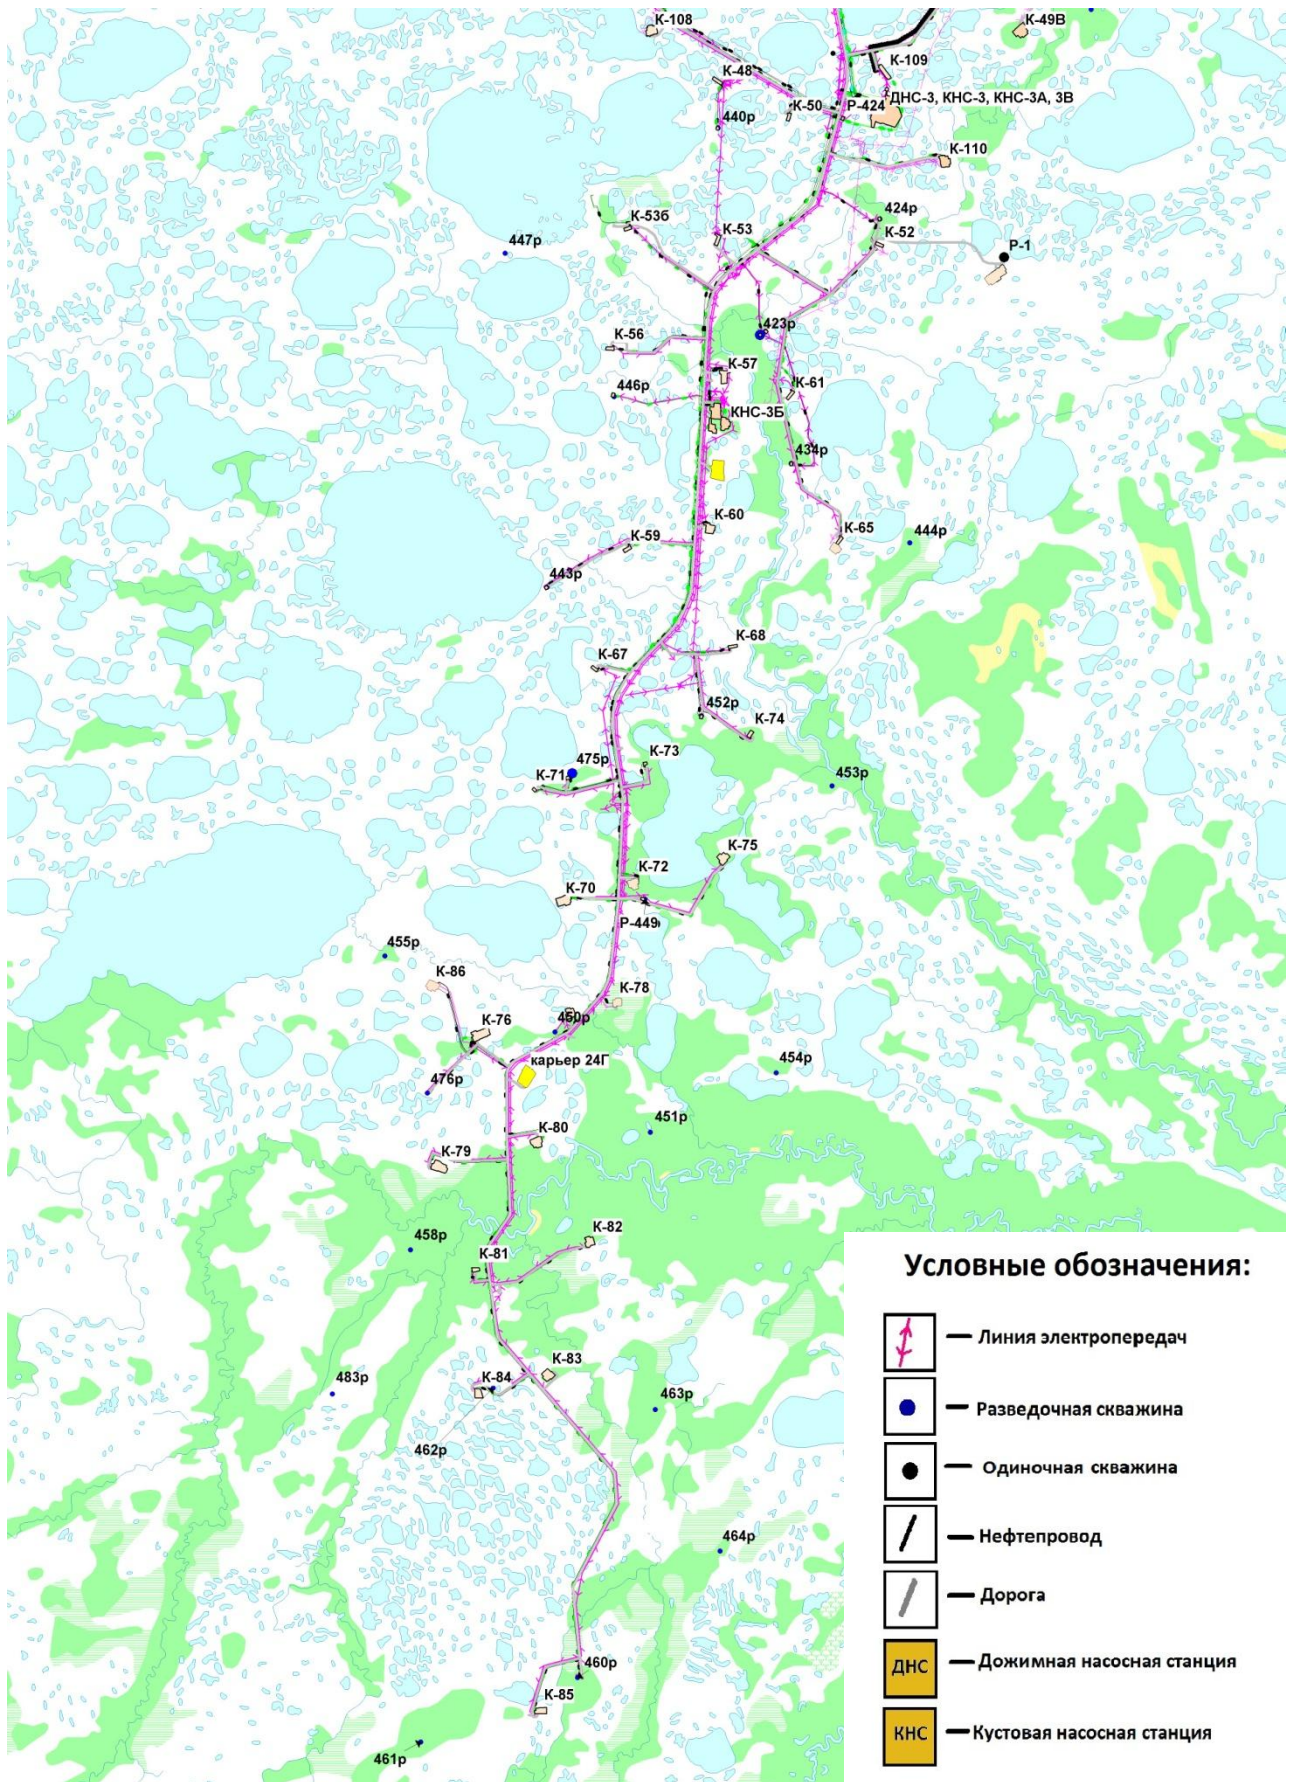 К-108
К-49В
К-109
К-48
ДНС-3, КНС-3, КНС-3А, 3В
К-50
Р-424
440р
К-110
424р
К-53б
К-53
К-52
447р
Р-1
423р
К-56
К-57
446р
К-61
КНС-3Б
434р
К-60
К-59
К-65
444р
443р
К-68
К-67
452р
К-74
К-73
475р
К-71
453р
К-75
К-72
К-70
Р-449
455р
К-86
К-78
К-76
450р
карьер 24Г
454р
476р
451р
К-80
К-79
К-82
458р
К-81
Условные обозначения:
Линия электропередач
Разведочная скважина
Одиночная скважина
Нефтепровод
Дорога
ДНС
Дожимная насосная станция
КНС
Кустовая насосная станция
К-83
К-84
483р
463р
462р
464р
460р
К-85
461р